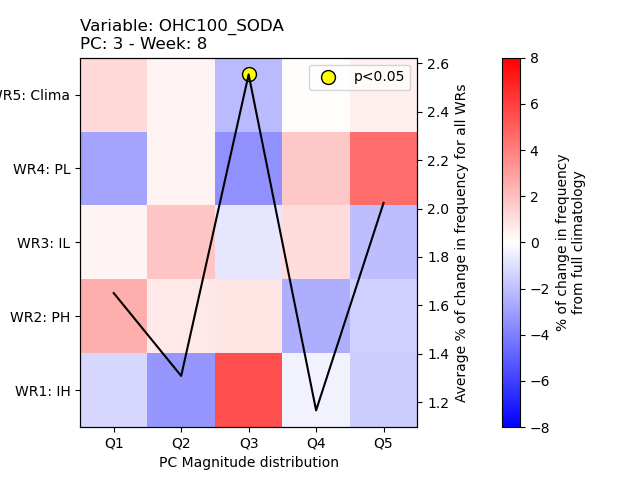 Variable: OHC100_SODA
PC: 3 - Week: 8
p<0.05
WR5: Clima
WR4: PL
WR3: IL
WR2: PH
WR1: IH
Q1
Q2
Q3
Q4
Q5
PC Magnitude distribution
2.6
2.4
2.2
2.0
1.8
1.6
1.4
1.2
Average % of change in frequency for all WRs
8
6
4
2
0
−2
−4
−6
−8
% of change in frequency
from full climatology